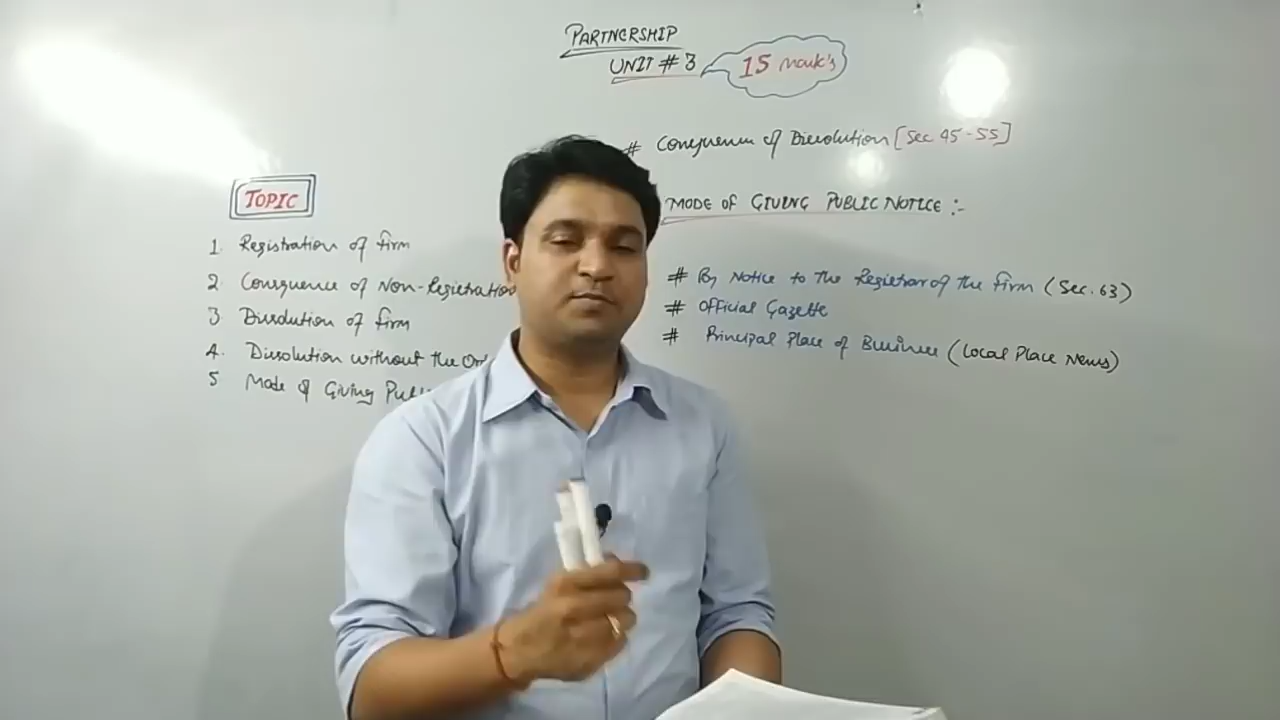 PARTNERSHIP
UNIT # 3
15 Mark's
# Consequence of Dissolution [Sec 45-55]
TOPIC
1. Registration of firm
2 Consequence of Non-Registration
3 Dissolution of firm
4. Dissolution without the Ord
5 Mode of Giving Publ
MODE OF GIVING PUBLIC NOTICE :-
# By Notice to the Registrar of the firm (Sec. 63)
# Official Gazette
# Principal Place of Business (Local Place News)